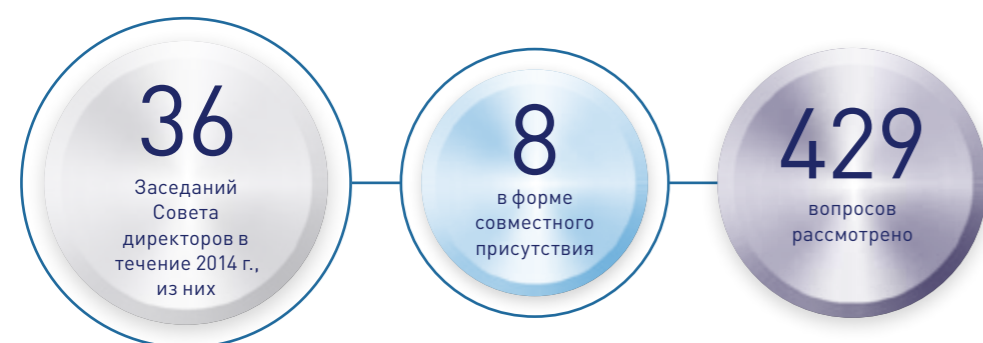 36
Заседаний
Совета
директоров в
течение 2014 г.,
из них
8
в форме
совместного
присутствия
429
вопросов
рассмотрено